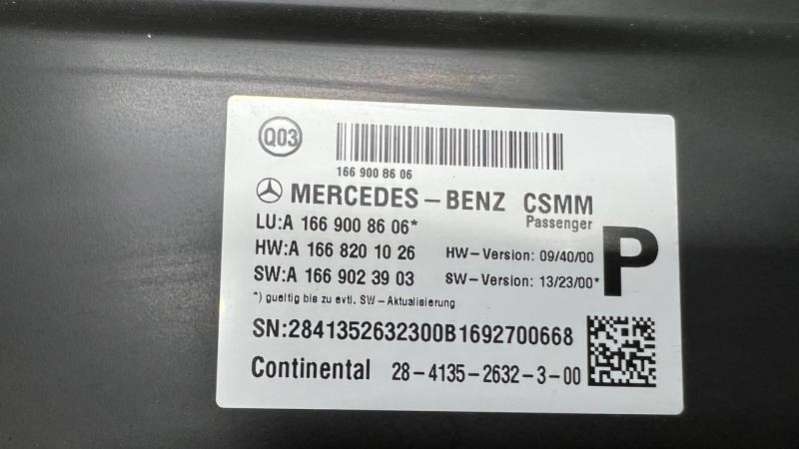 Q03
166 900 86 06
MERCEDES-BENZ CSMM
Passenger
LU:A 166 900 86 06*
HW:A 166 820 10 26 HW-Version: 09/40/00
SW:A 166 902 39 03 SW-Version: 13/23/00*
P
*) gueltig bis zu evtl. SW-Aktualisierung
SN:2841352632300B1692700668
Continental 28-4135-2632-3-00